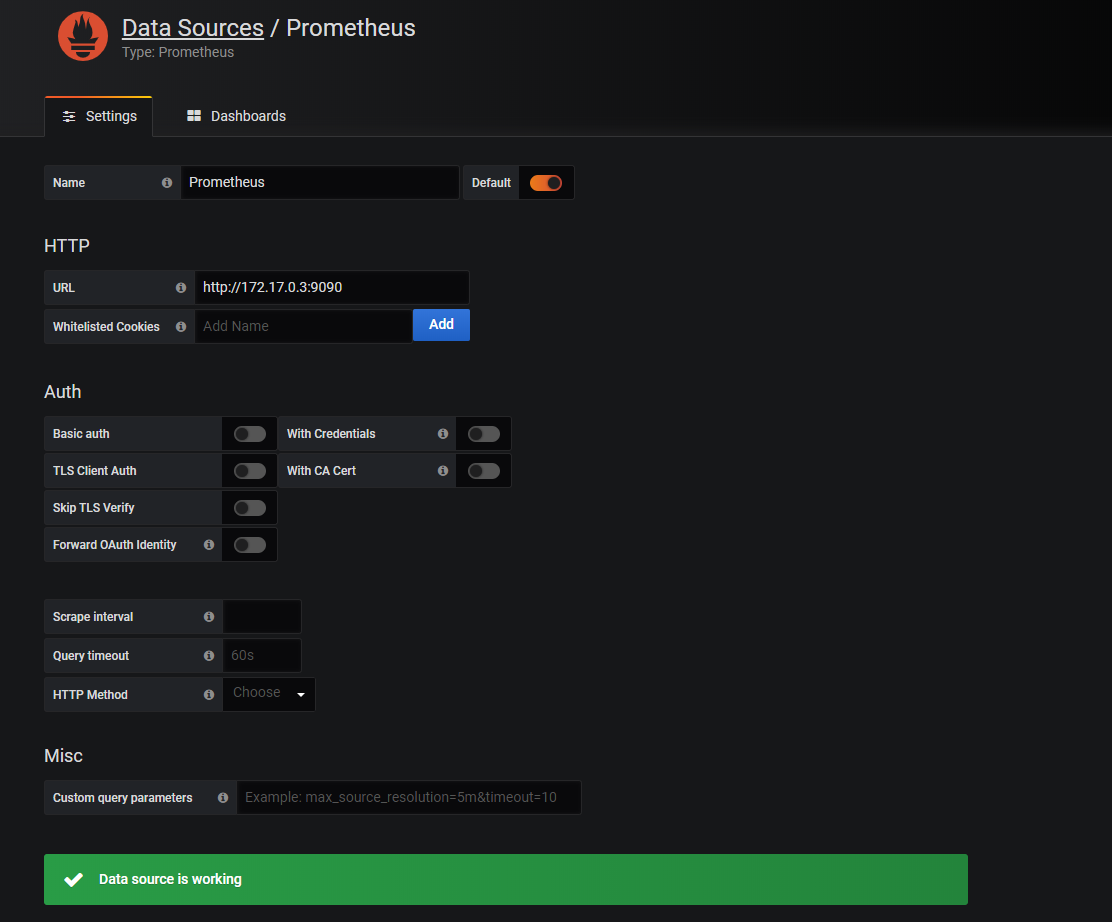 Data Sources / Prometheus
Type: Prometheus
Settings
Dashboards
Name
Prometheus
Default
HTTP
URL
http://172.17.0.3:9090
Whitelisted Cookies
Add Name
Add
Auth
Basic auth
With Credentials
TLS Client Auth
With CA Cert
Skip TLS Verify
Forward OAuth Identity
Scrape interval
Query timeout
60s
HTTP Method
Choose
Misc
Custom query parameters
Example: max_source_resolution=5m&timeout=10
Data source is working